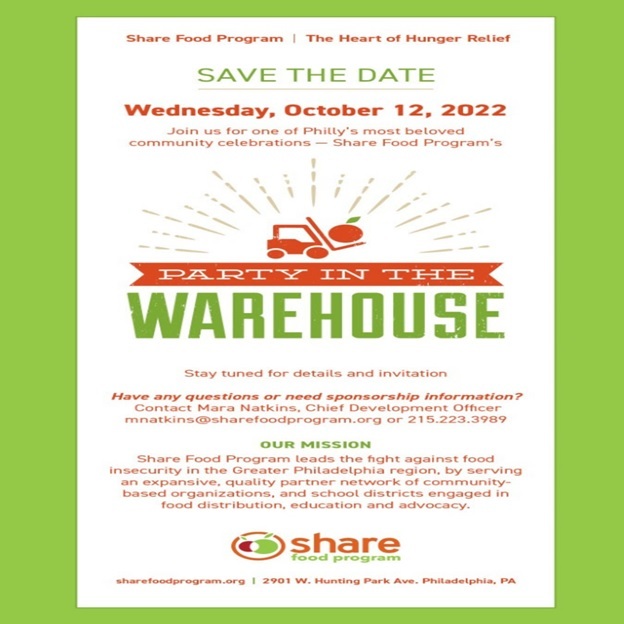 Share Food Program | The Heart of Hunger Relief
SAVE THE DATE
Wednesday, October 12, 2022
Join us for one of Philly's most beloved
community celebrations — Share Food Program's
PARTY IN THE
WAREHOUSE
Stay tuned for details and invitation
Have any questions or need sponsorship information?
Contact Mara Natkins, Chief Development Officer
mnatkins@sharefoodprogram.org or 215.223.3989
OUR MISSION
Share Food Program leads the fight against food
insecurity in the Greater Philadelphia region, by serving
an expansive, quality partner network of community-
based organizations, and school districts engaged in
food distribution, education and advocacy.
share
food program
sharefoodprogram.org | 2901 W. Hunting Park Ave. Philadelphia, PA